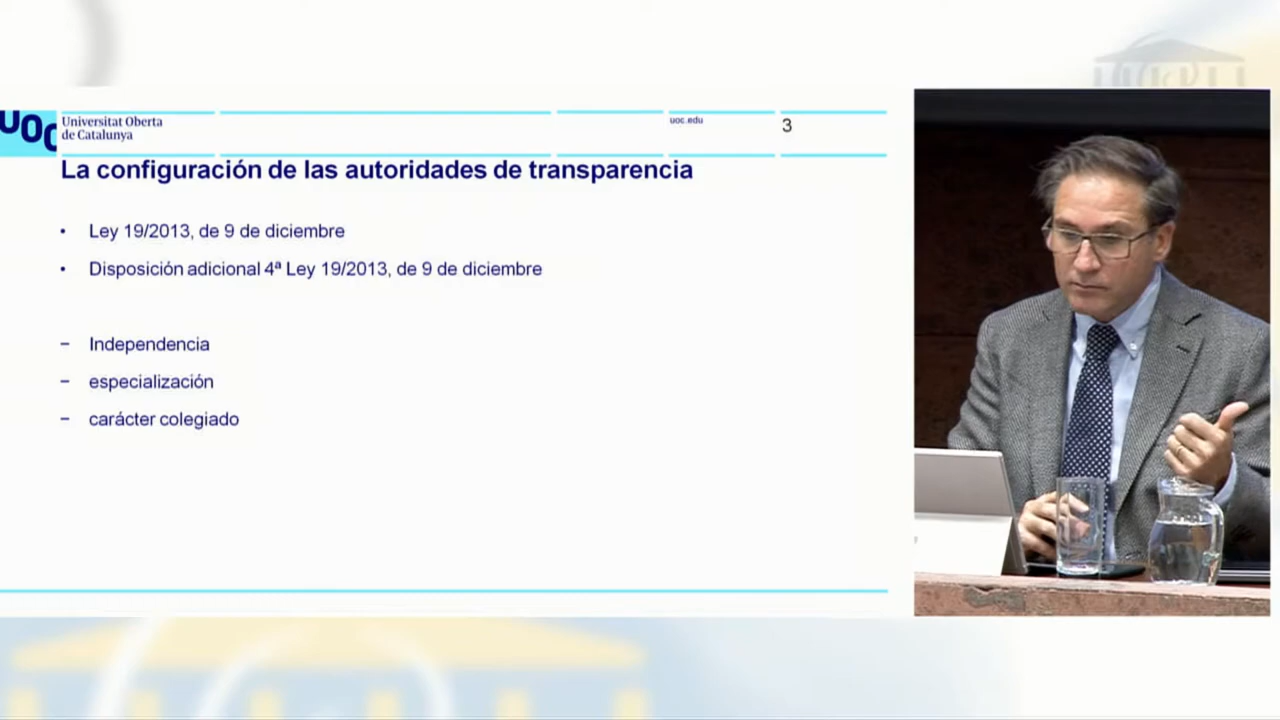 UOC
Universitat Oberta
de Catalunya
uoc.edu
3
La configuración de las autoridades de transparencia
• Ley 19/2013, de 9 de diciembre
• Disposición adicional 4ª Ley 19/2013, de 9 de diciembre
− Independencia
− especialización
− carácter colegiado